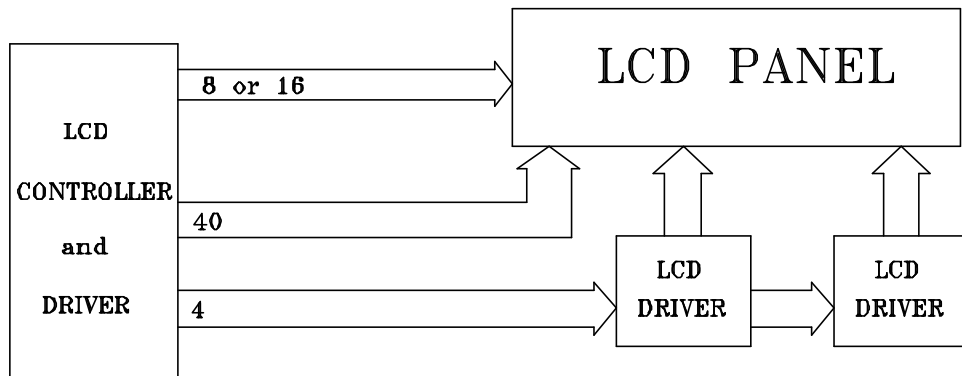 LCD PANEL
8 or 16
LCD
CONTROLLER
and
DRIVER
40
4
LCD
DRIVER
LCD
DRIVER